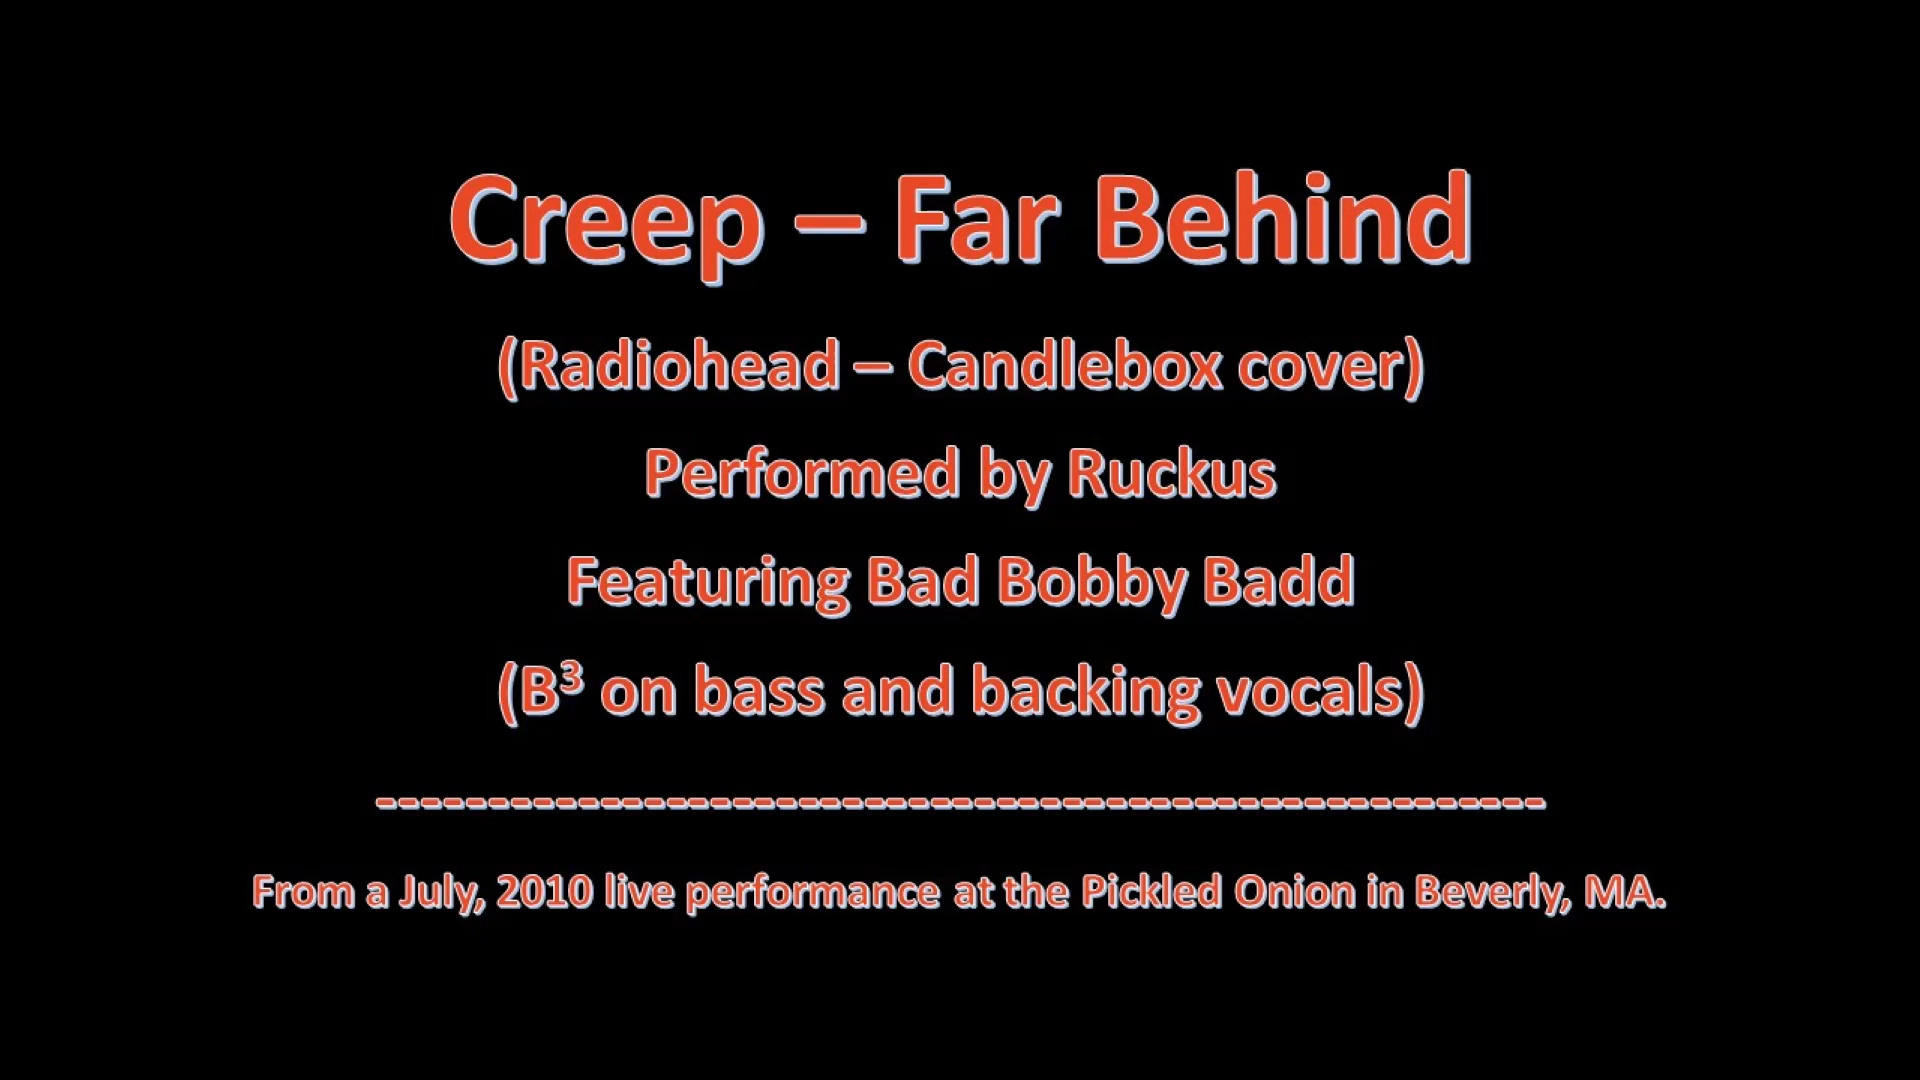 Creep – Far Behind
(Radiohead – Candlebox cover)
Performed by Ruckus
Featuring Bad Bobby Badd
(B³ on bass and backing vocals)
-----------------------------------------------------
From a July, 2010 live performance at the Pickled Onion in Beverly, MA.